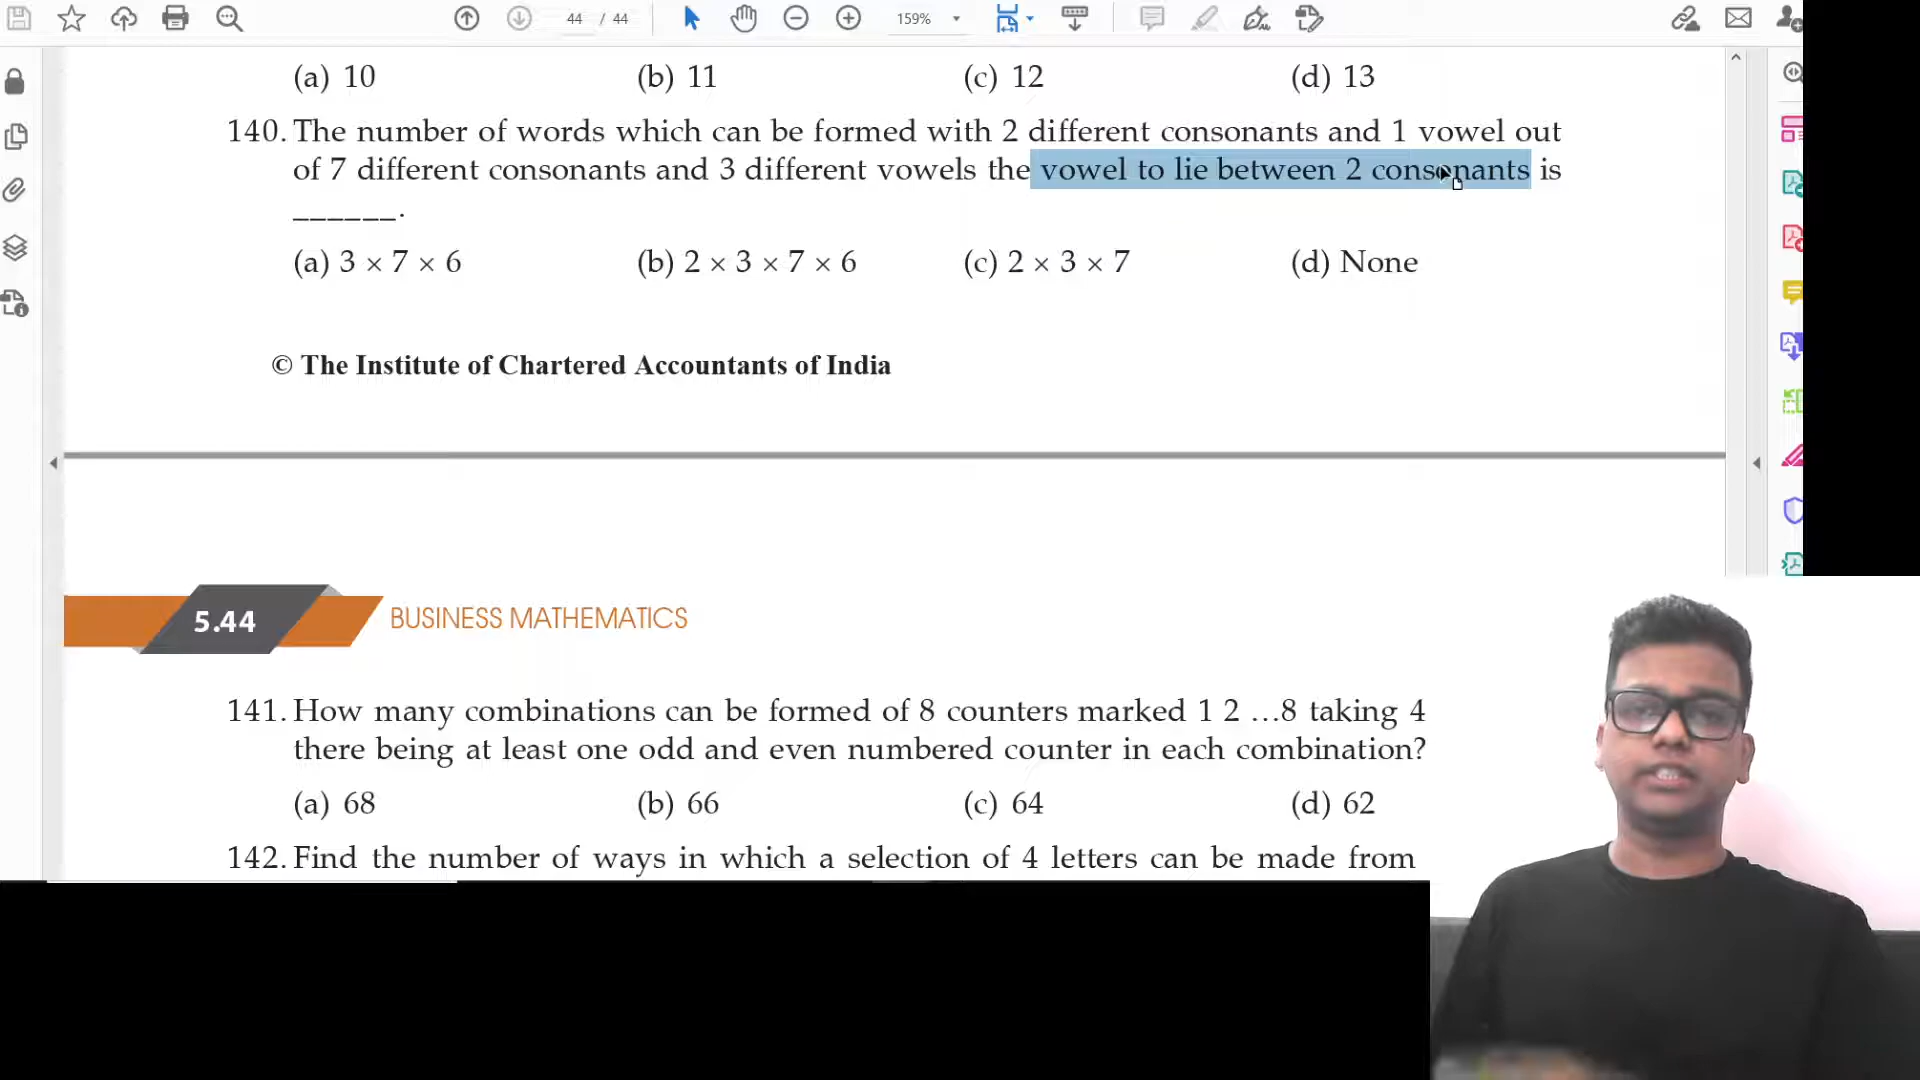 44 / 44
159%
(a) 10 (b) 11 (c) 12 (d) 13
140. The number of words which can be formed with 2 different consonants and 1 vowel out
of 7 different consonants and 3 different vowels the vowel to lie between 2 consonants is
______.
(a) 3 × 7 × 6 (b) 2 × 3 × 7 × 6 (c) 2 × 3 × 7 (d) None
© The Institute of Chartered Accountants of India
5.44 BUSINESS MATHEMATICS
141. How many combinations can be formed of 8 counters marked 1 2 …8 taking 4
there being at least one odd and even numbered counter in each combination?
(a) 68 (b) 66 (c) 64 (d) 62
142. Find the number of ways in which a selection of 4 letters can be made from